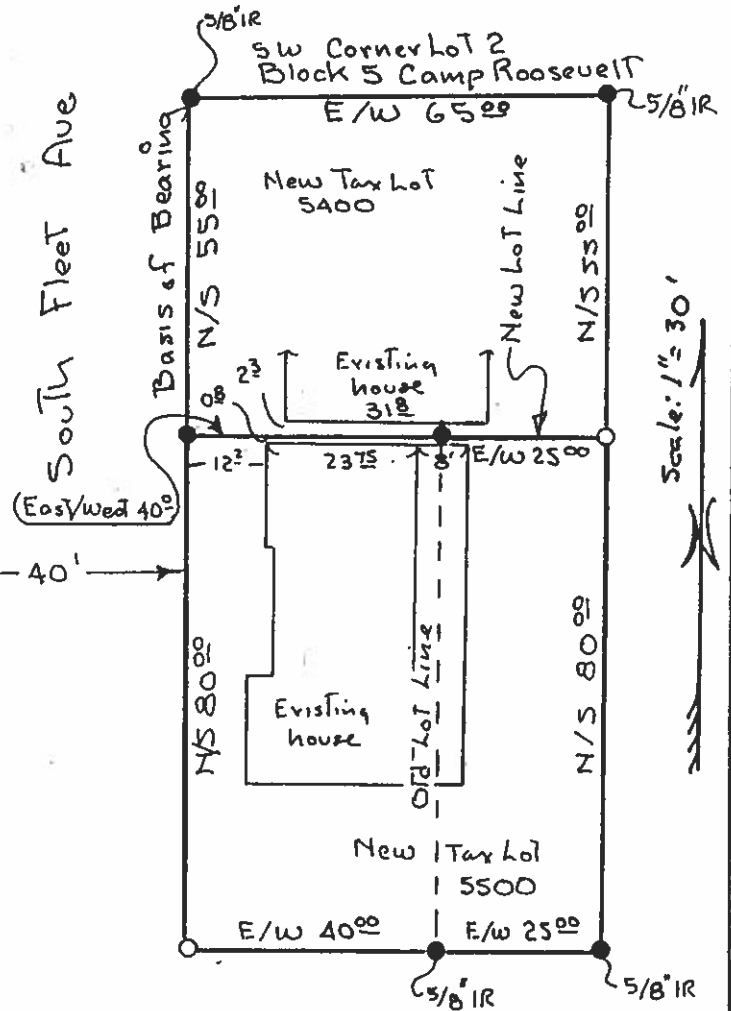 5/8" IR
SW Corner Lot 2
Block 5 Camp Roosevelt
E/W 65 00
5/8" IR
South Fleet Ave
Basis of Bearing
N/S 55 01
New Tax Lot
5400
New Lot Line
N/S 55 01
Scale: 1" = 30'
Existing
house
31 8
2 3
0 8
12 2
23 75
8'
E/W 25 00
(East/West 40 0)
40'
N/S 80 00
Old Lot Line
N/S 80 01
Existing
house
New Tax Lot
5500
E/W 40 00
E/W 25 00
5/8" IR
5/8" IR